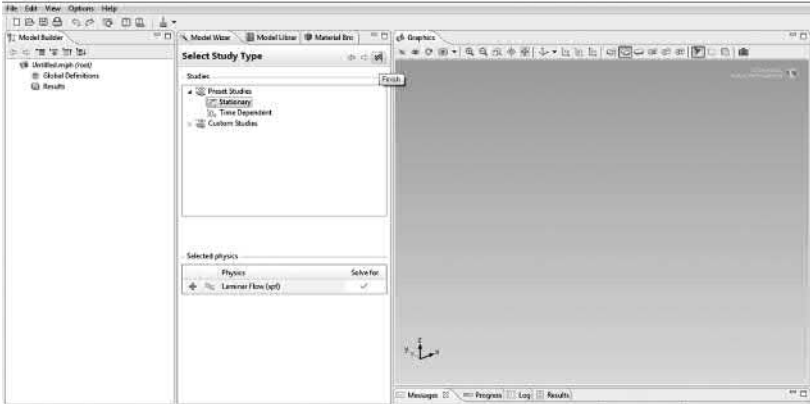 File Edit View Options Help
Model Builder
Untitled.mph (root)
Global Definitions
Results
Model Wizar
Model Librar
Material Bro
Select Study Type
Finish
Studies
Preset Studies
Stationary
Time Dependent
Custom Studies
Selected physics
Physics Solve for
Laminar Flow (spf)
Graphics
z
y
x
Messages
Progress
Log
Results